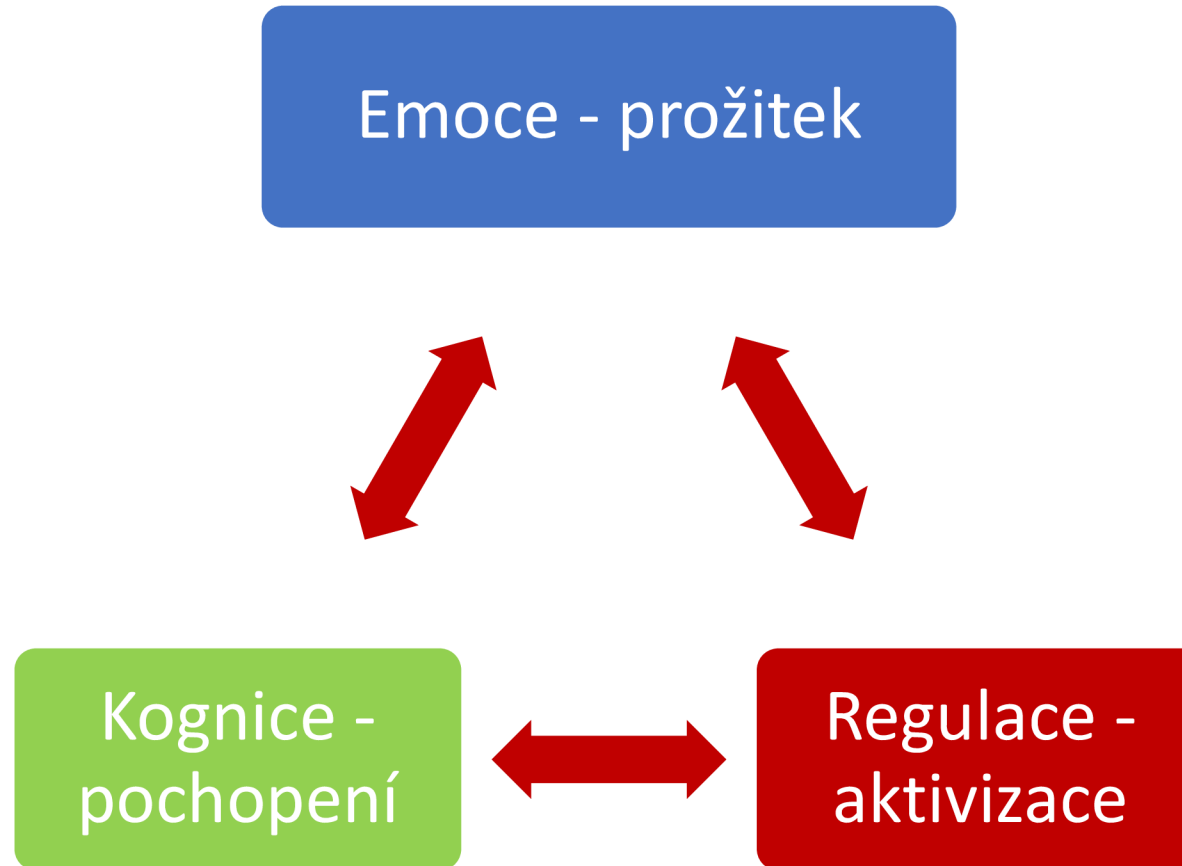 Emoce - prožitek
Kognice -
pochopení
Regulace -
aktivizace